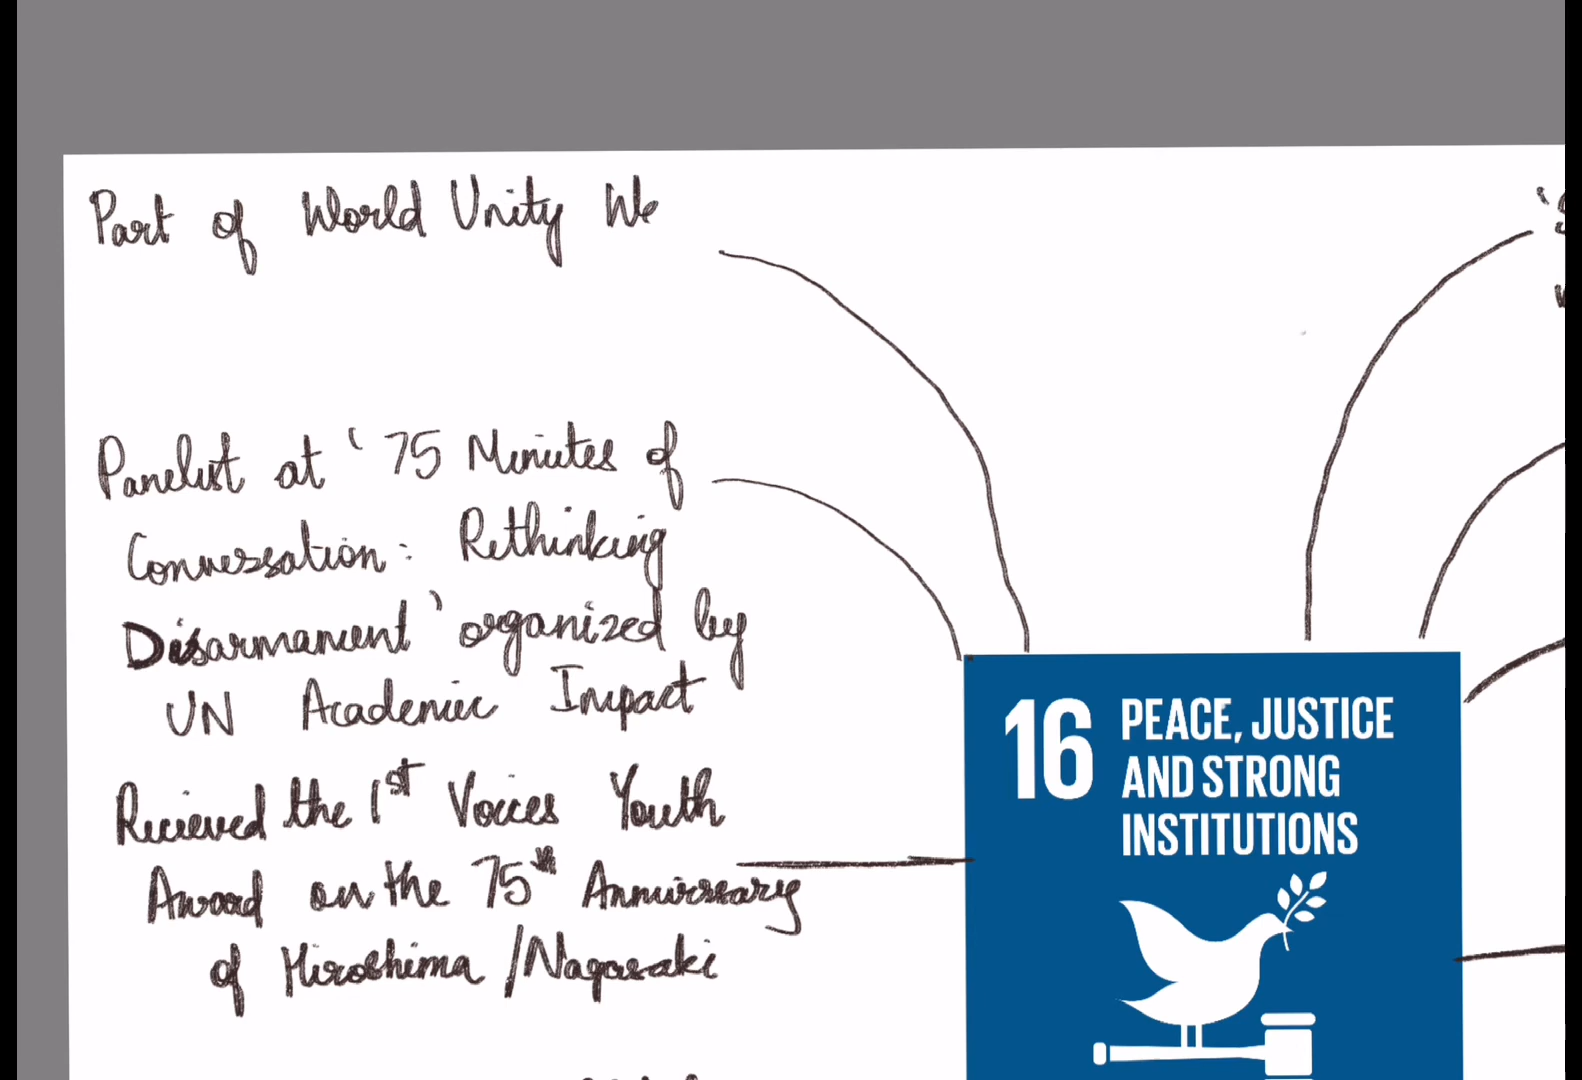 Part of World Unity We
Panelist at '75 Minutes of
Conversation: Rethinking
Disarmament' organized by
UN Academic Impact
Recieved the 1st Voices Youth
Award on the 75th Anniversary
of Hiroshima/Nagasaki
16 PEACE, JUSTICE
AND STRONG
INSTITUTIONS